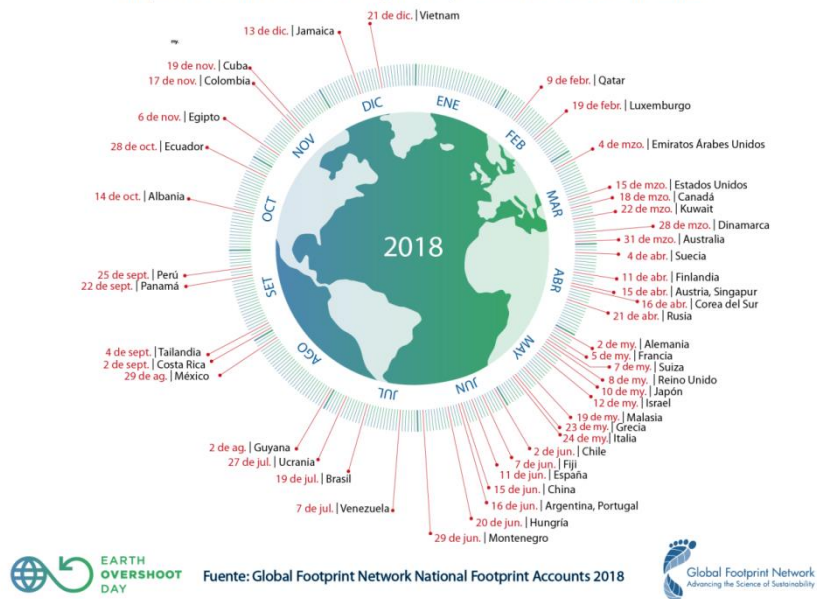 21 de dic. | Vietnam
13 de dic. | Jamaica
my.
19 de nov. | Cuba
17 de nov. | Colombia
6 de nov. | Egipto
28 de oct. | Ecuador
14 de oct. | Albania
25 de sept. | Perú
22 de sept. | Panamá
4 de sept. | Tailandia
2 de sept. | Costa Rica
29 de ag. | México
2 de ag. | Guyana
27 de jul. | Ucrania
19 de jul. | Brasil
7 de jul. | Venezuela
ENE
FEB
MAR
ABR
MAY
JUN
JUL
AGO
SET
OCT
NOV
DIC
2018
9 de febr. | Qatar
19 de febr. | Luxemburgo
4 de mzo. | Emiratos Árabes Unidos
15 de mzo. | Estados Unidos
18 de mzo. | Canadá
22 de mzo. | Kuwait
28 de mzo. | Dinamarca
31 de mzo. | Australia
4 de abr. | Suecia
11 de abr. | Finlandia
15 de abr. | Austria, Singapur
16 de abr. | Corea del Sur
21 de abr. | Rusia
2 de my. | Alemania
5 de my. | Francia
7 de my. | Suiza
8 de my. | Reino Unido
10 de my. | Japón
12 de my. | Israel
19 de my. | Malasia
23 de my. | Grecia
24 de my. | Italia
2 de jun. | Chile
7 de jun. | Fiji
11 de jun. | España
15 de jun. | China
16 de jun. | Argentina, Portugal
20 de jun. | Hungría
29 de jun. | Montenegro
EARTH
OVERSHOOT
DAY
Fuente: Global Footprint Network National Footprint Accounts 2018
Global Footprint Network
Advancing the Science of Sustainability